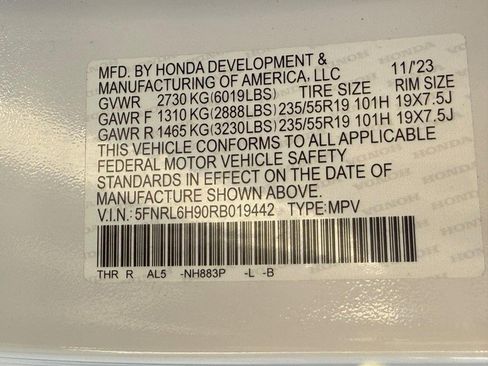 MFD. BY HONDA DEVELOPMENT &
MANUFACTURING OF AMERICA, LLC 11/'23
GVWR 2730 KG(6019LBS) TIRE SIZE RIM SIZE
GAWR F 1310 KG(2888LBS) 235/55R19 101H 19X7.5J
GAWR R 1465 KG(3230LBS) 235/55R19 101H 19X7.5J
THIS VEHICLE CONFORMS TO ALL APPLICABLE
FEDERAL MOTOR VEHICLE SAFETY
STANDARDS IN EFFECT ON THE DATE OF
MANUFACTURE SHOWN ABOVE.
V.I.N.: 5FNRL6H90RB019442 TYPE: MPV
THR R AL5 -NH883P -L -B